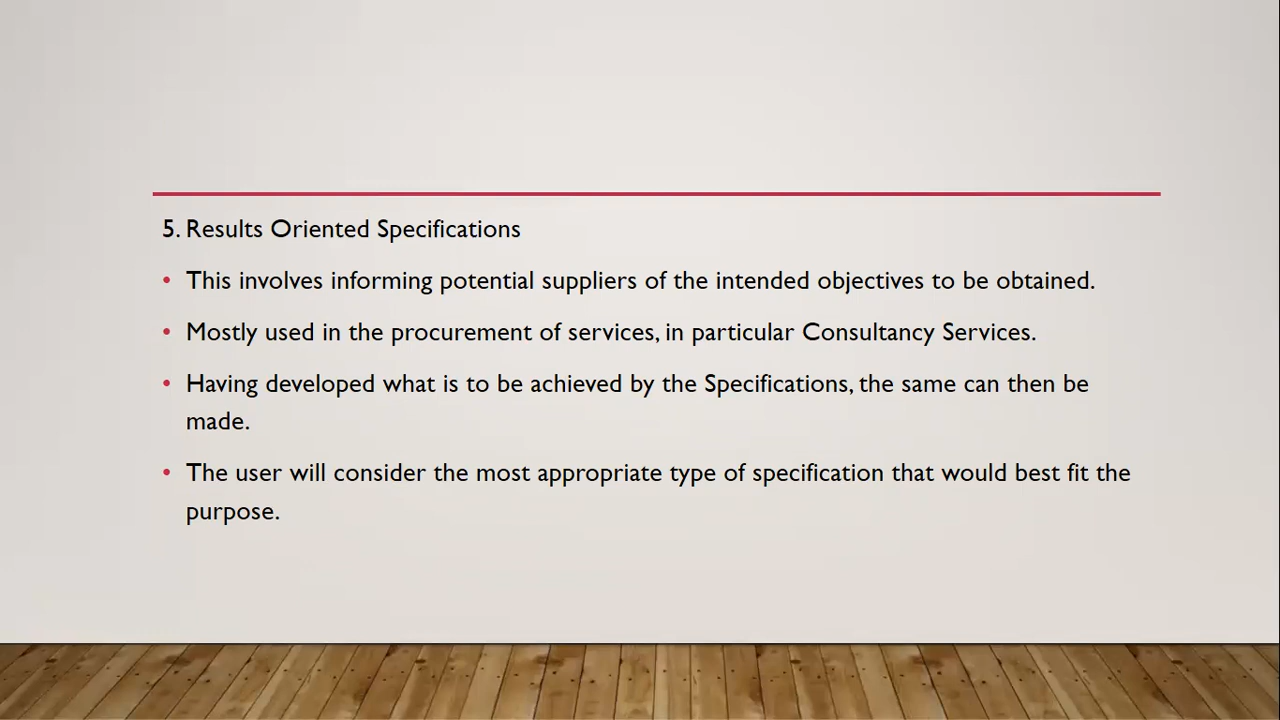 5. Results Oriented Specifications
• This involves informing potential suppliers of the intended objectives to be obtained.
• Mostly used in the procurement of services, in particular Consultancy Services.
• Having developed what is to be achieved by the Specifications, the same can then be
made.
• The user will consider the most appropriate type of specification that would best fit the
purpose.